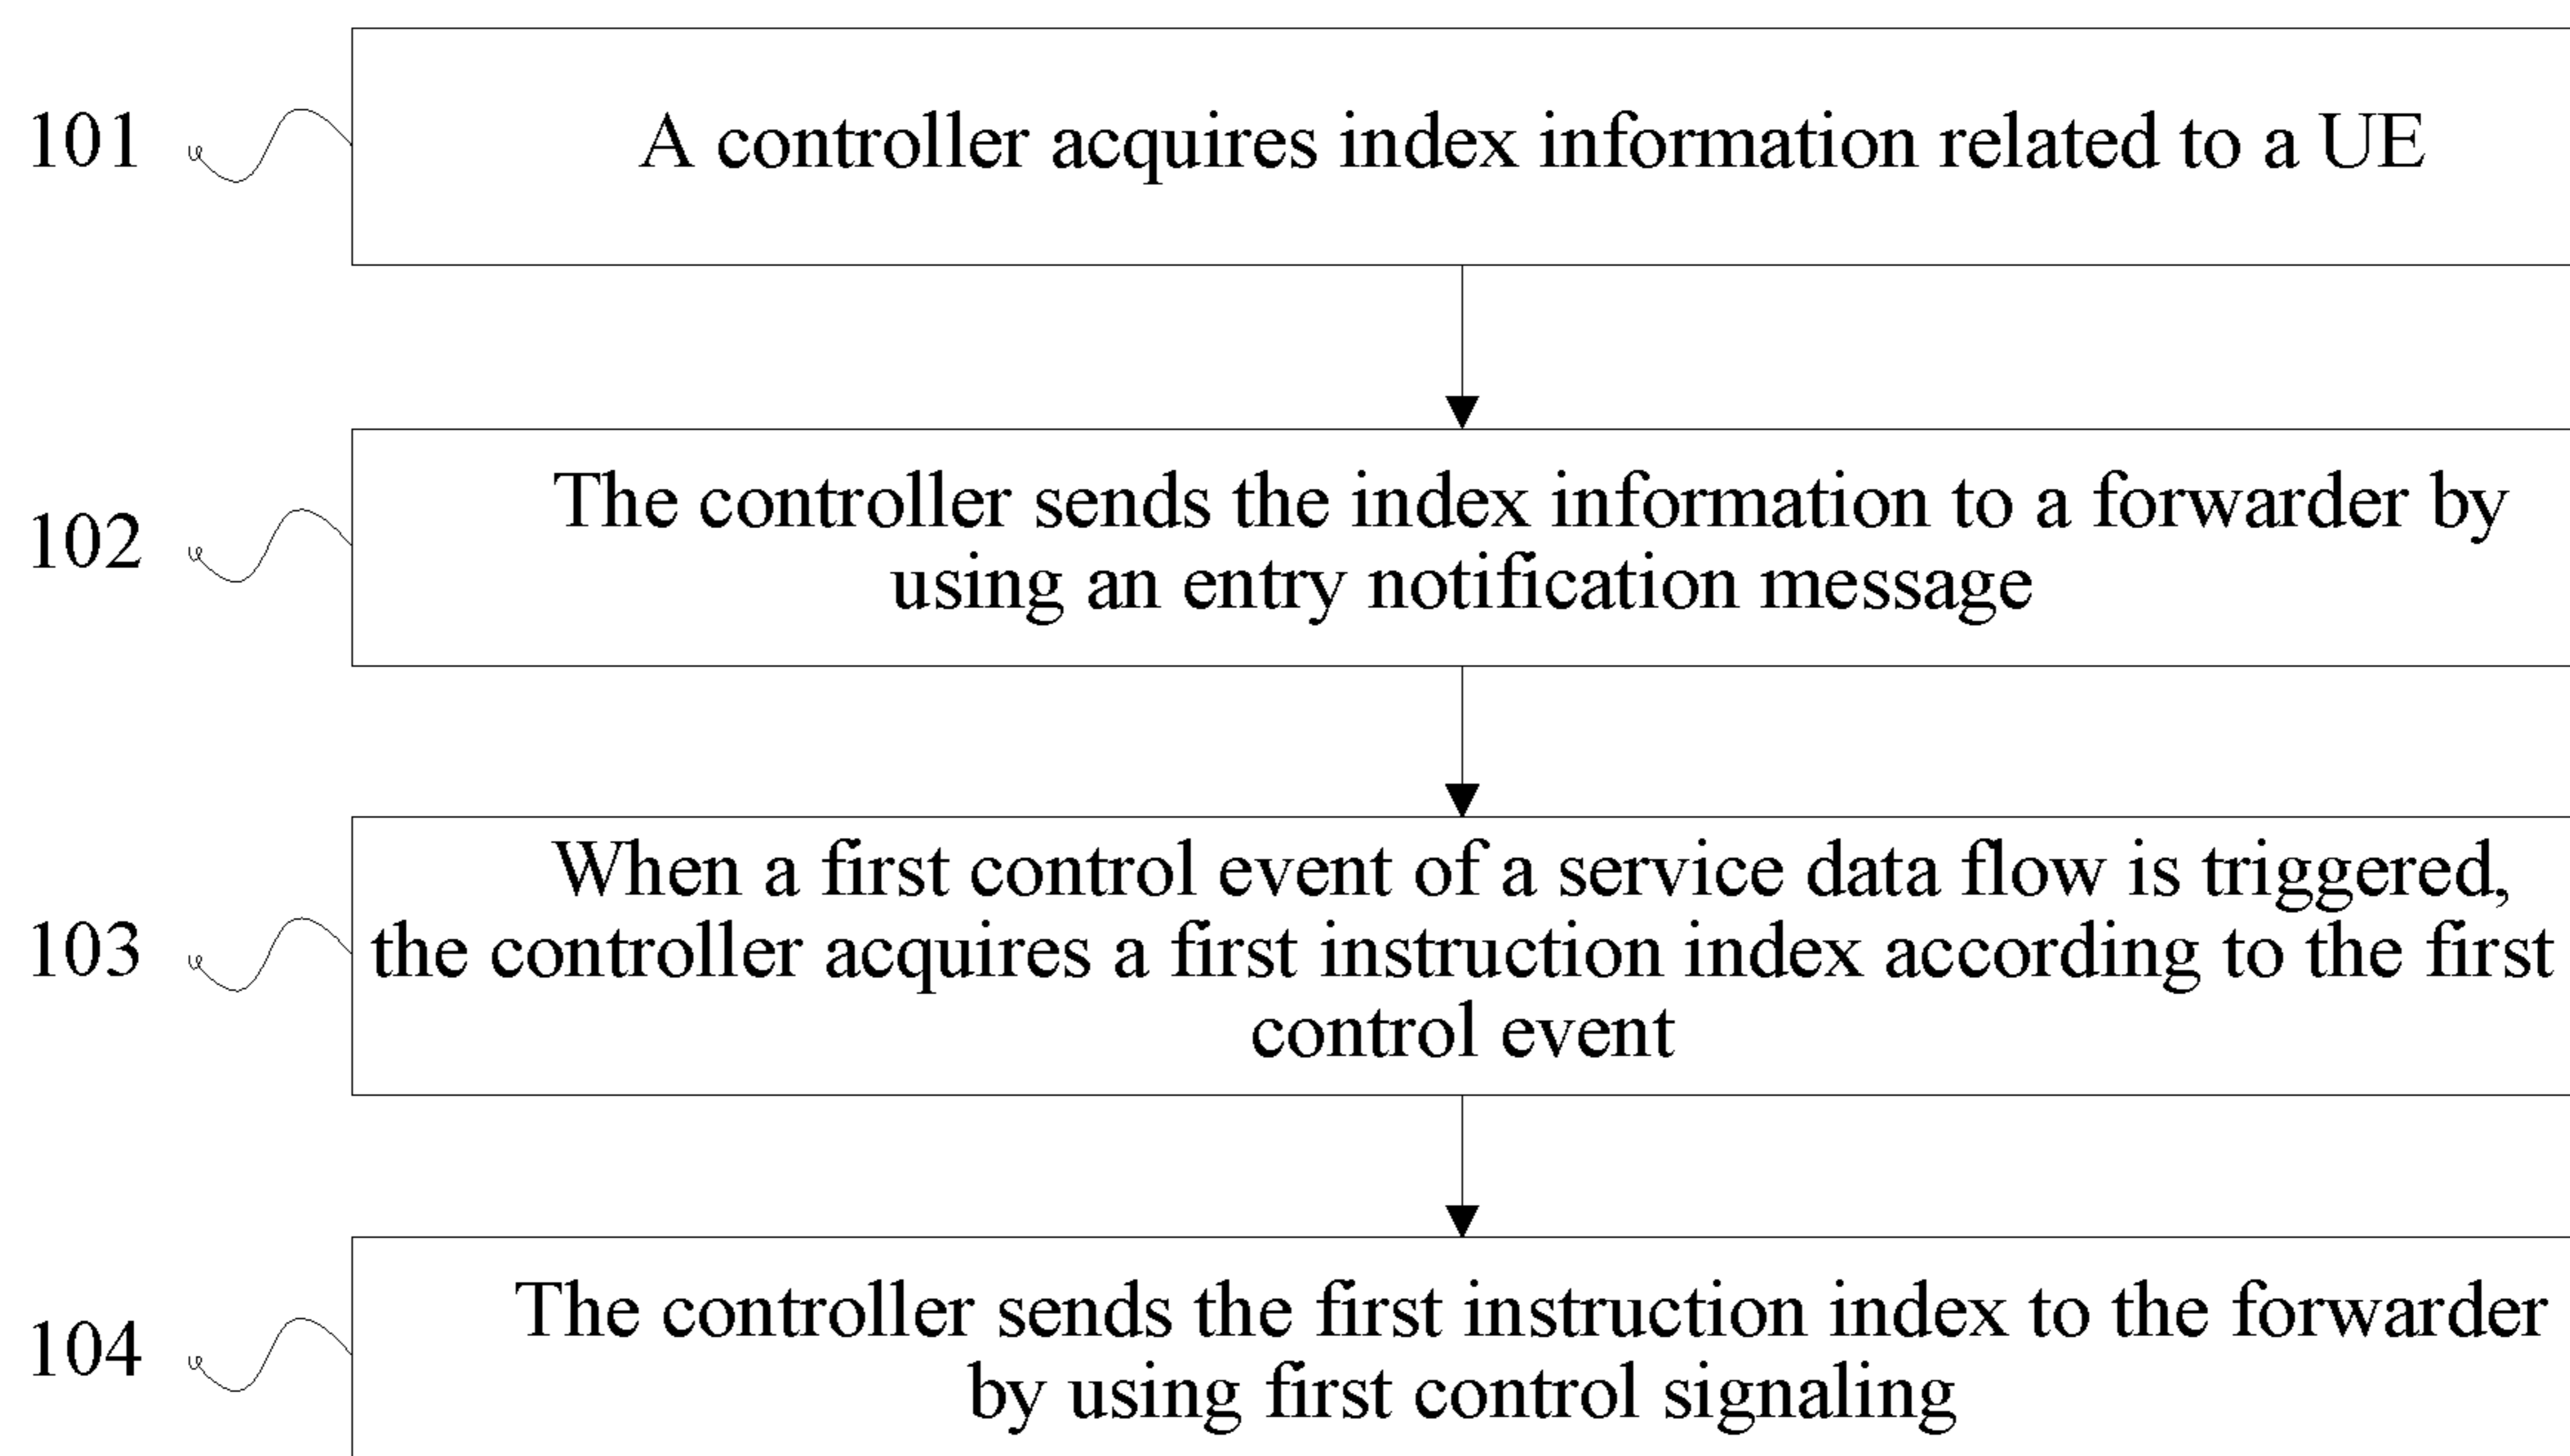 101
A controller acquires index information related to a UE
102
The controller sends the index information to a forwarder by
using an entry notification message
103
When a first control event of a service data flow is triggered,
the controller acquires a first instruction index according to the first
control event
104
The controller sends the first instruction index to the forwarder
by using first control signaling